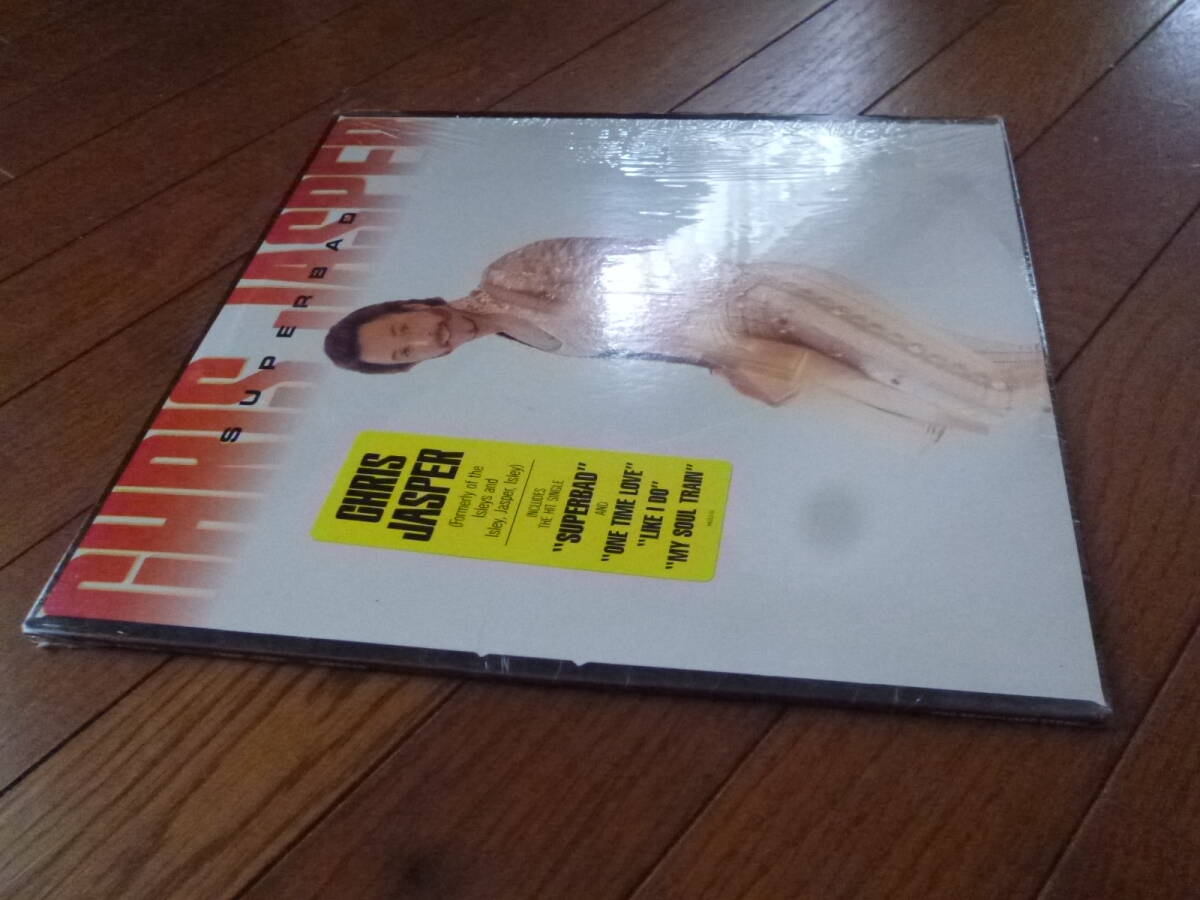 CHRIS JASPER
SUPERBAD
CHRIS
JASPER
(Formerly of the
Isleys and
Isley, Jasper, Isley)
INCLUDES
THE HIT SINGLE
"SUPERBAD"
AND
"ONE TIME LOVE"
"LIKE I DO"
"MY SOUL TRAIN"